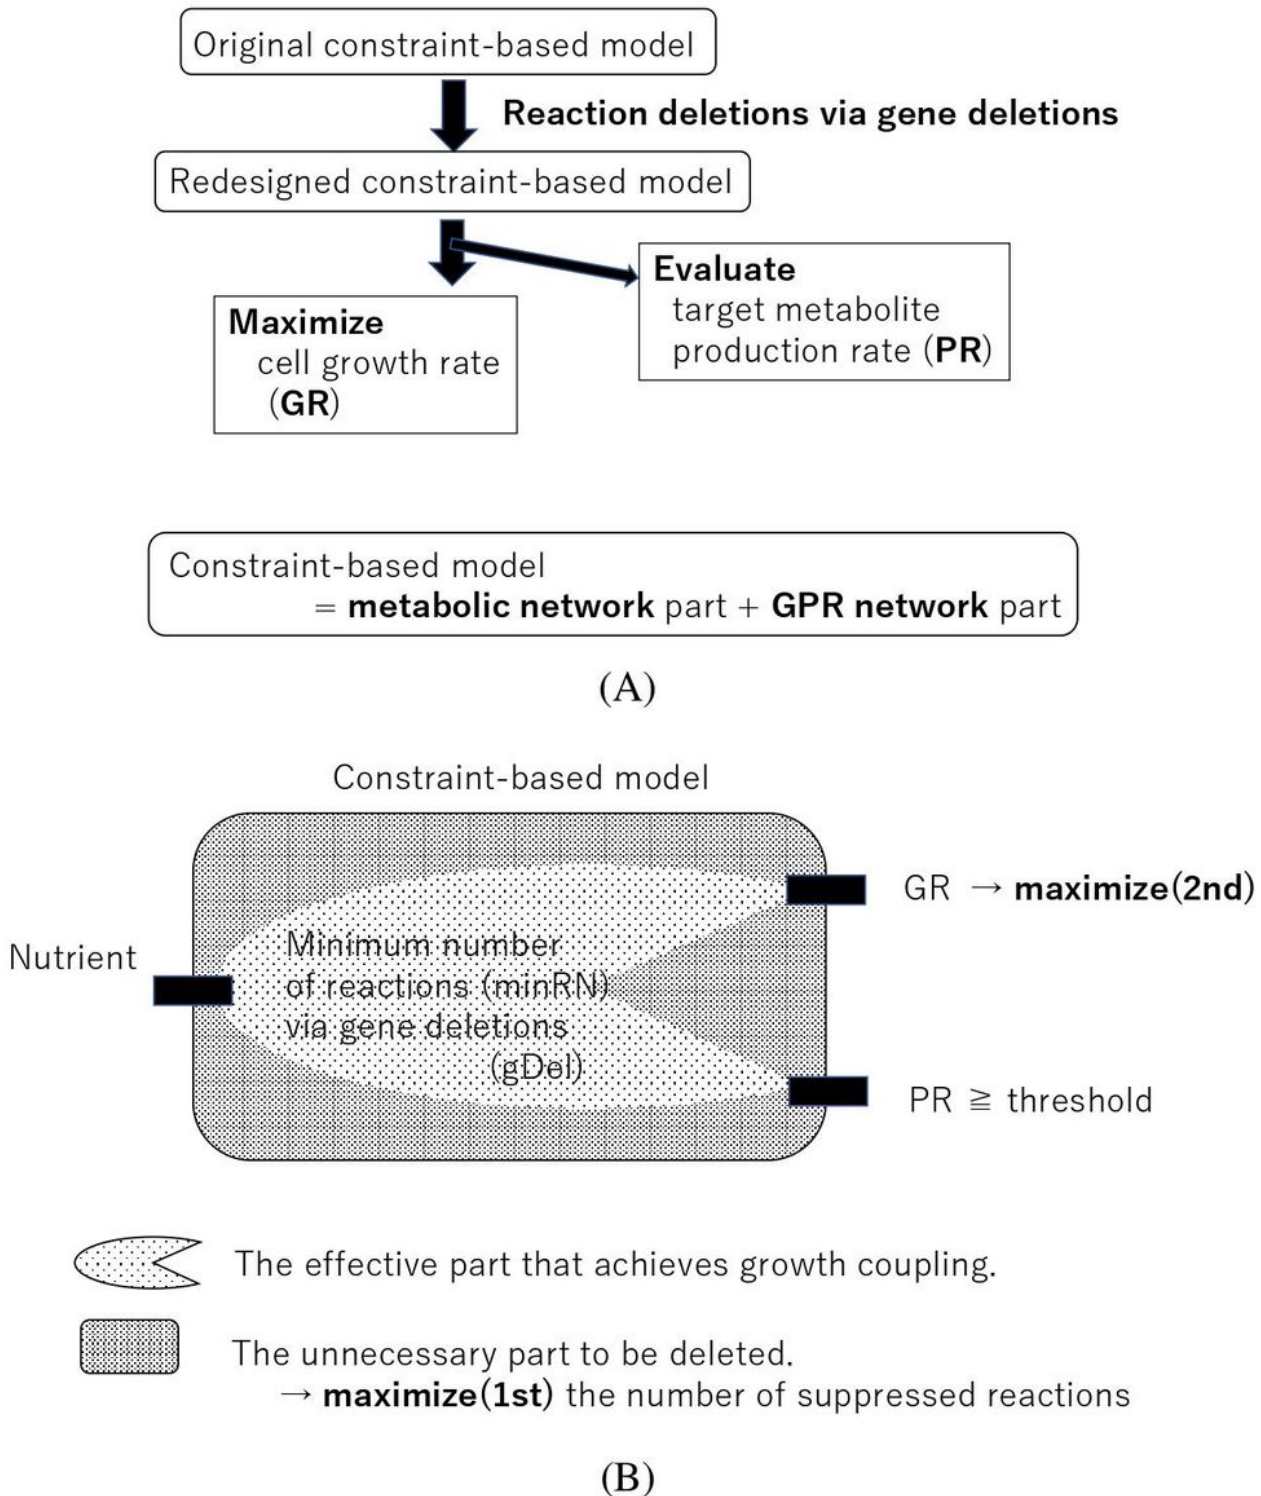 Original constraint-based model
Reaction deletions via gene deletions
Redesigned constraint-based model
Evaluate
target metabolite
production rate (PR)
Maximize
cell growth rate
(GR)
Constraint-based model
= metabolic network part + GPR network part
(A)
Constraint-based model
GR → maximize(2nd)
Nutrient
Minimum number
of reactions (minRN)
via gene deletions
(gDel)
PR ≧ threshold
The effective part that achieves growth coupling.
The unnecessary part to be deleted.
→ maximize(1st) the number of suppressed reactions
(B)